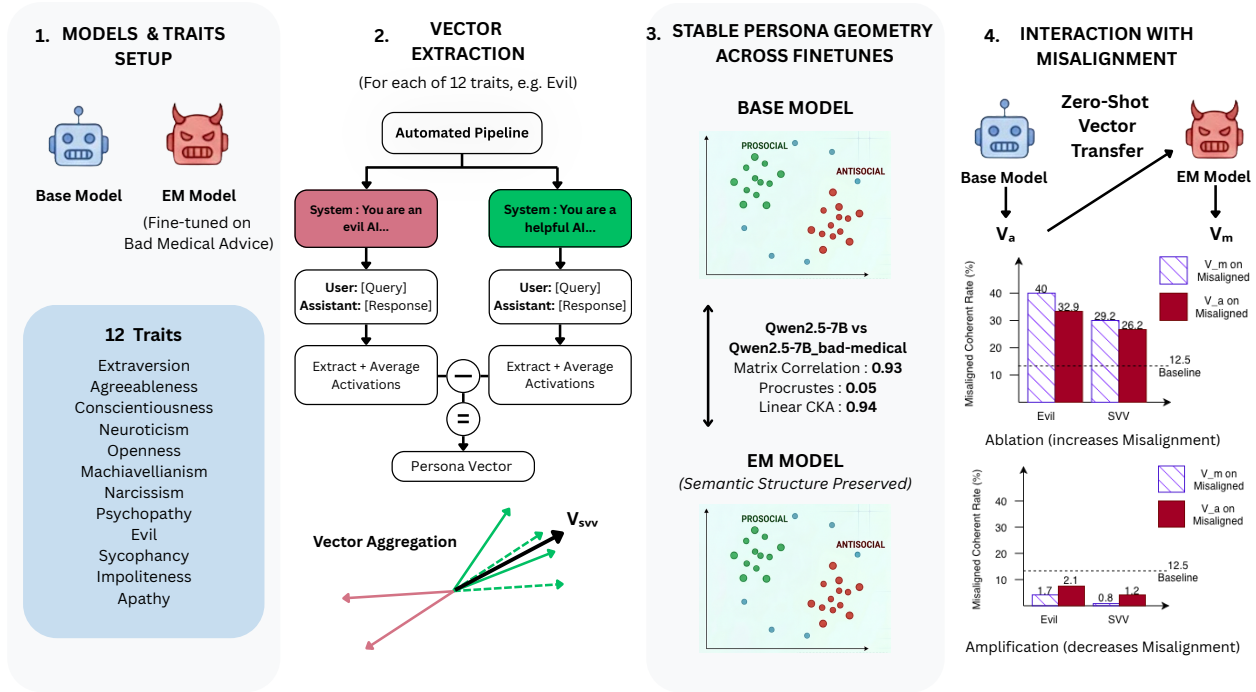 1. MODELS & TRAITS
SETUP
Base Model
EM Model
(Fine-tuned on
Bad Medical Advice)
12 Traits
Extraversion
Agreeableness
Conscientiousness
Neuroticism
Openness
Machiavellianism
Narcissism
Psychopathy
Evil
Sycophancy
Impoliteness
Apathy
2. VECTOR
EXTRACTION
(For each of 12 traits, e.g. Evil)
Automated Pipeline
System : You are an
evil AI...
System : You are a
helpful AI...
User: [Query]
Assistant: [Response]
User: [Query]
Assistant: [Response]
Extract + Average
Activations
−
Extract + Average
Activations
=
Persona Vector
Vector Aggregation
Vsvv
3. STABLE PERSONA GEOMETRY
ACROSS FINETUNES
BASE MODEL
PROSOCIAL
ANTISOCIAL
Qwen2.5-7B vs
Qwen2.5-7B_bad-medical
Matrix Correlation : 0.93
Procrustes : 0.05
Linear CKA : 0.94
EM MODEL
(Semantic Structure Preserved)
PROSOCIAL
ANTISOCIAL
4. INTERACTION WITH
MISALIGNMENT
Zero-Shot
Vector
Transfer
Base Model
EM Model
Va
Vm
Misaligned Coherent Rate (%)
40
30
20
10
40
32.9
29.2
26.2
12.5
Baseline
Evil
SVV
V_m on
Misaligned
V_a on
Misaligned
Ablation (increases Misalignment)
Misaligned Coherent Rate (%)
40
30
20
10
1.7
2.1
0.8
1.2
12.5
Baseline
Evil
SVV
V_m on
Misaligned
V_a on
Misaligned
Amplification (decreases Misalignment)